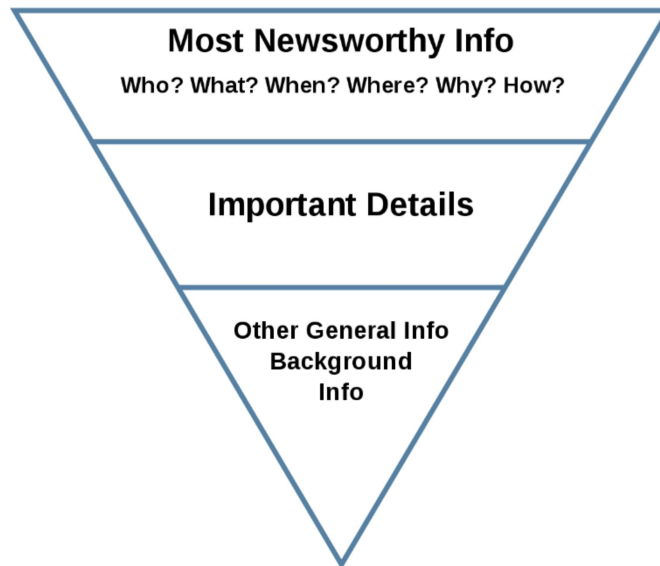 Most Newsworthy Info
Who? What? When? Where? Why? How?
Important Details
Other General Info
Background
Info